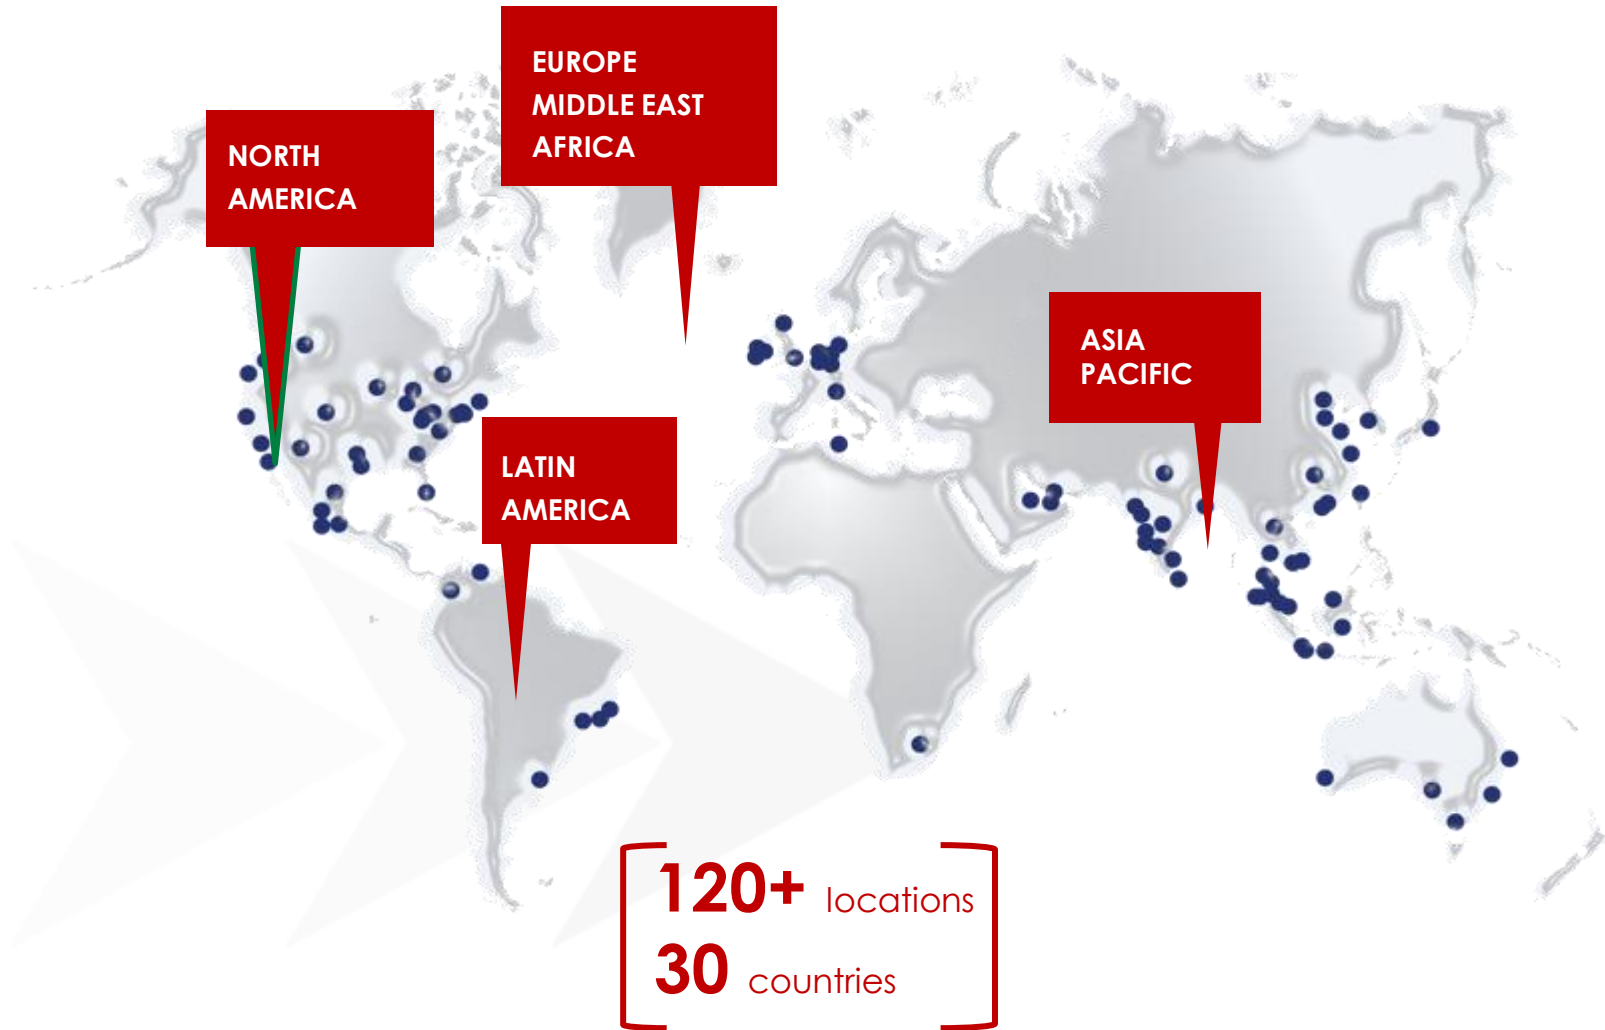 EUROPE
MIDDLE EAST
AFRICA
NORTH
AMERICA
ASIA
PACIFIC
LATIN
AMERICA
120+ locations
30 countries